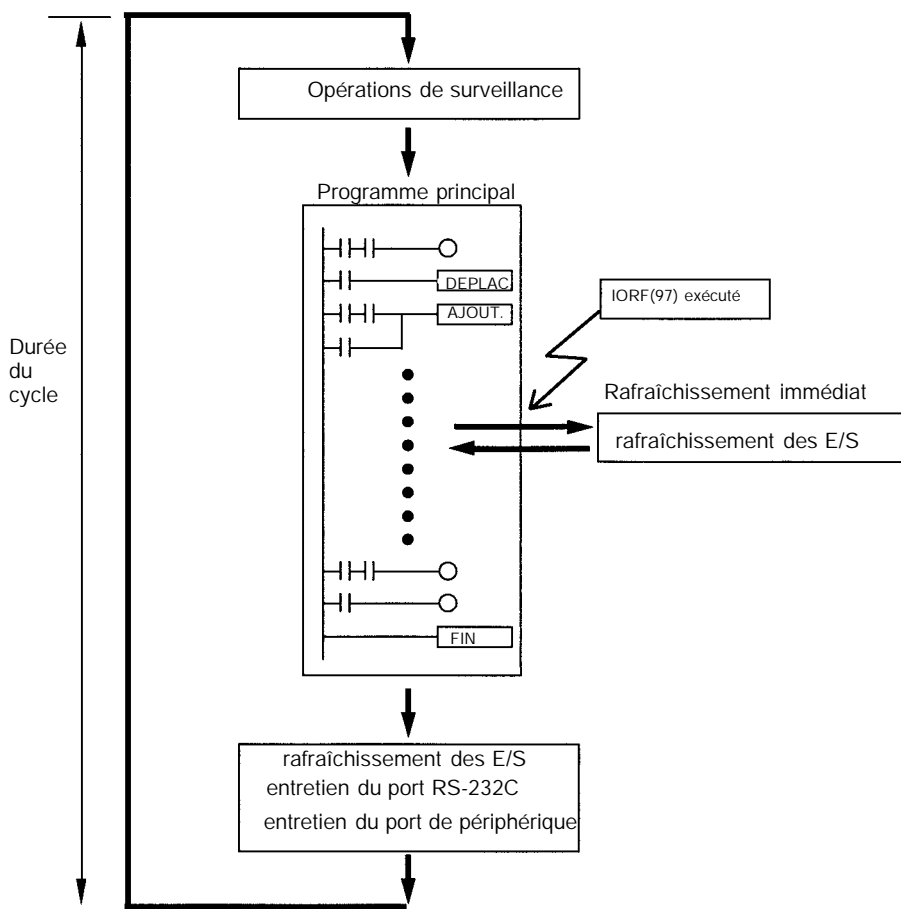 Opérations de surveillance
Programme principal
DEPLAC.
AJOUT.
IORF(97) exécuté
Durée
du
cycle
Rafraîchissement immédiat
rafraîchissement des E/S
FIN
rafraîchissement des E/S
entretien du port RS-232C
entretien du port de périphérique